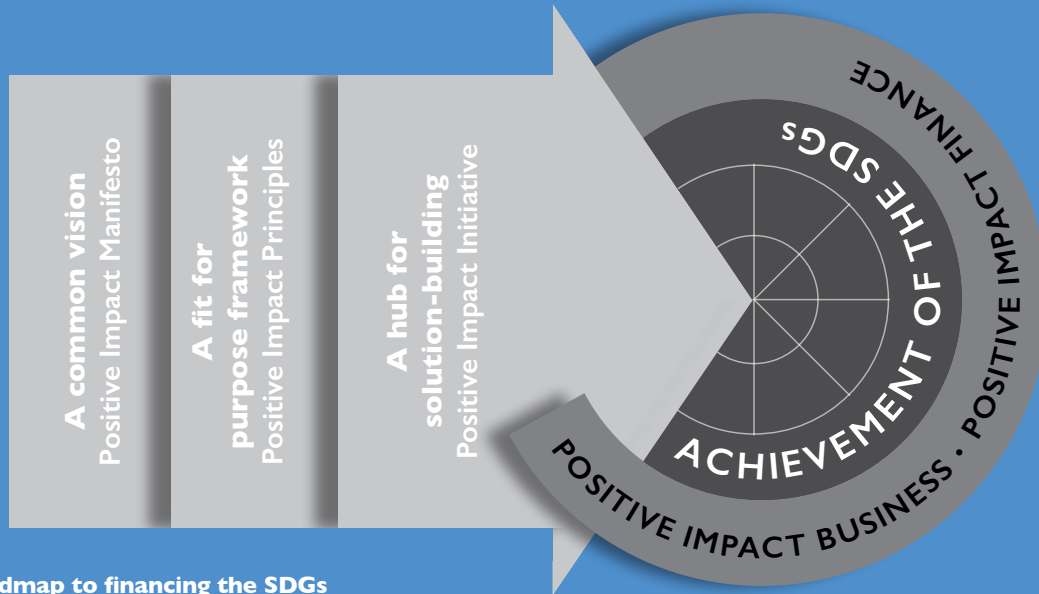 A common vision
Positive Impact Manifesto
A fit for
purpose framework
Positive Impact Principles
A hub for
solution-building
Positive Impact Initiative
ACHIEVEMENT OF THE SDGs
POSITIVE IMPACT BUSINESS · POSITIVE IMPACT FINANCE
to financing the SDGs